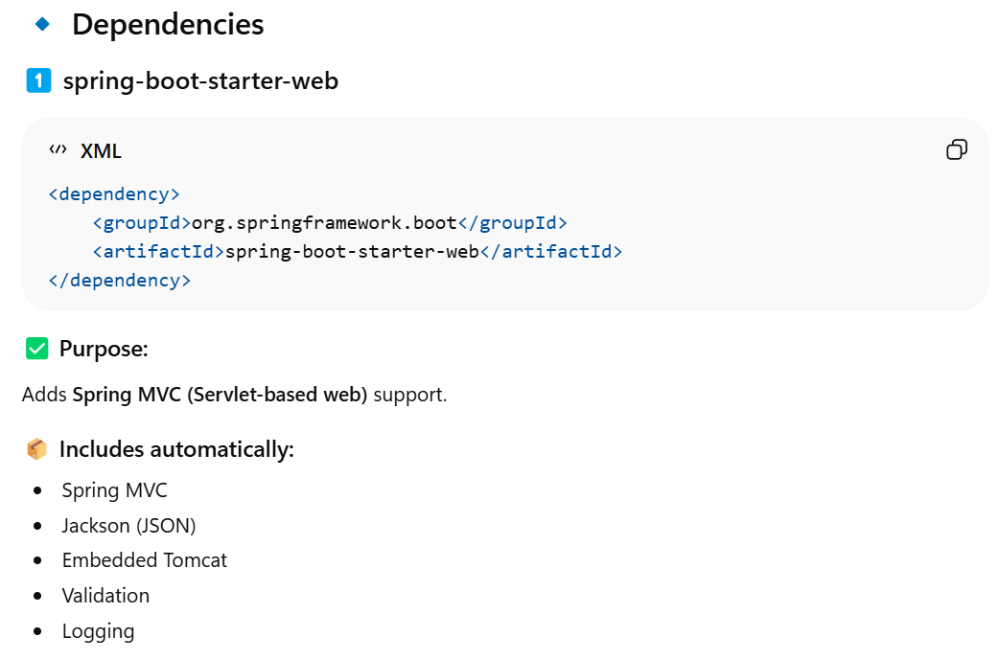 Dependencies
1 spring-boot-starter-web
XML
<dependency>
    <groupId>org.springframework.boot</groupId>
    <artifactId>spring-boot-starter-web</artifactId>
</dependency>
Purpose:
Adds Spring MVC (Servlet-based web) support.
Includes automatically:
Spring MVC
Jackson (JSON)
Embedded Tomcat
Validation
Logging